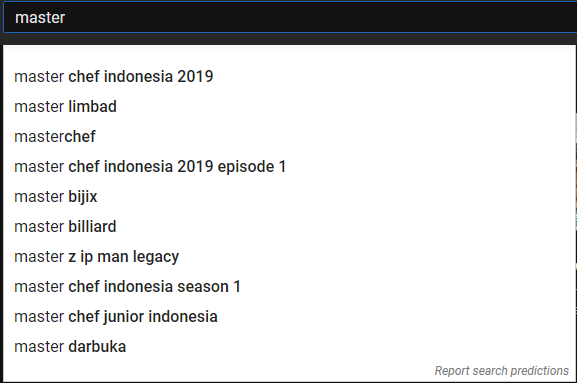 master
master chef indonesia 2019
master limbad
masterchef
master chef indonesia 2019 episode 1
master bijix
master billiard
master z ip man legacy
master chef indonesia season 1
master chef junior indonesia
master darbuka
Report search predictions